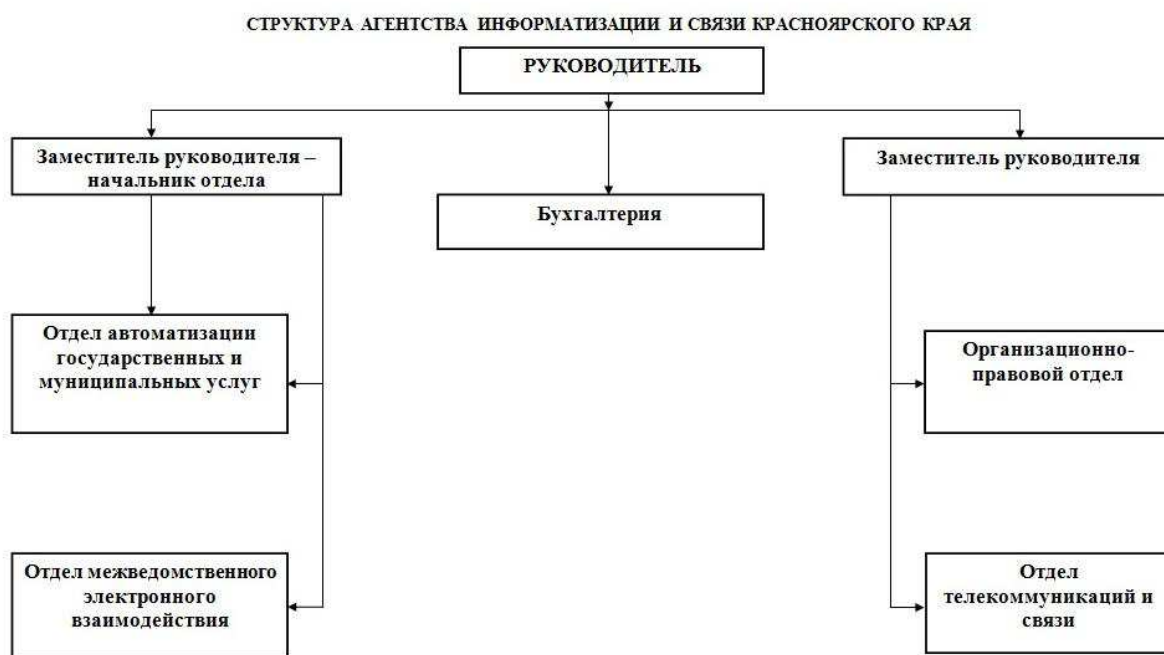 СТРУКТУРА АГЕНТСТВА ИНФОРМАТИЗАЦИИ И СВЯЗИ КРАСНОЯРСКОГО КРАЯ
РУКОВОДИТЕЛЬ
Заместитель руководителя –
начальник отдела
Заместитель руководителя
Бухгалтерия
Отдел автоматизации
государственных и
муниципальных услуг
Организационно-
правовой отдел
Отдел межведомственного
электронного
взаимодействия
Отдел
телекоммуникаций и
связи